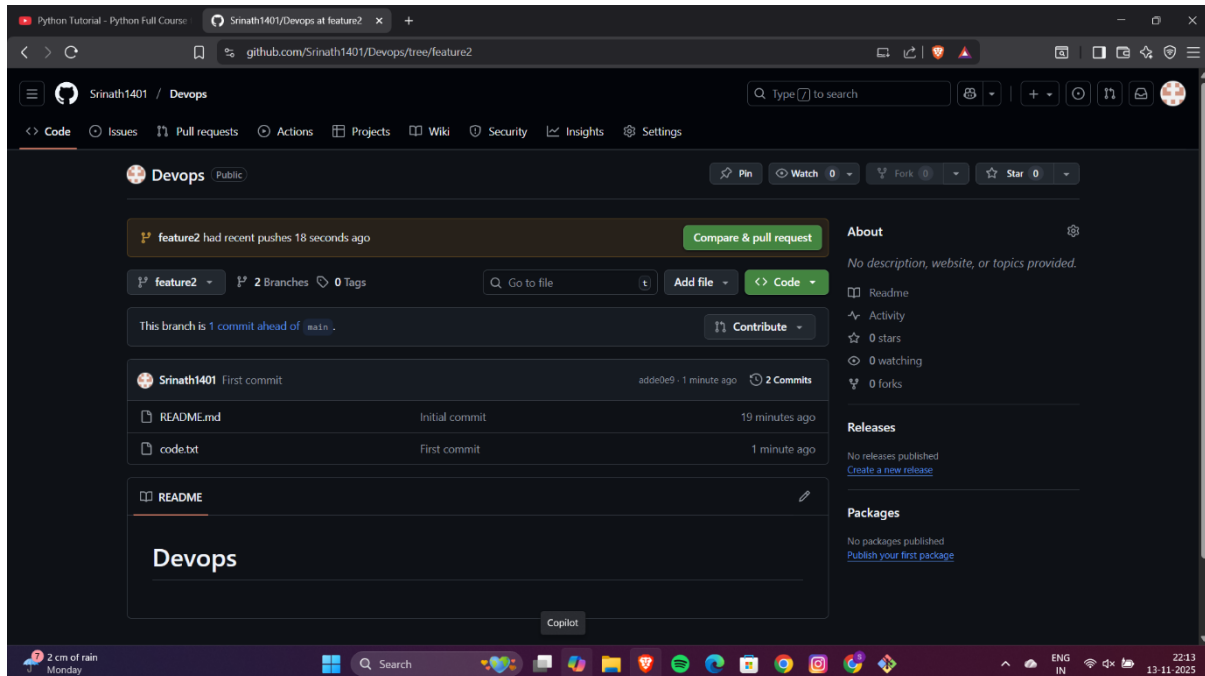 Python Tutorial - Python Full Course
Srinath1401/Devops at feature2
github.com/Srinath1401/Devops/tree/feature2
Srinath1401 / Devops
Type / to search
Code Issues Pull requests Actions Projects Wiki Security Insights Settings
Devops Public
Pin Watch 0 Fork 0 Star 0
feature2 had recent pushes 18 seconds ago
Compare & pull request
feature2 2 Branches 0 Tags
Go to file t
Add file
<> Code
This branch is 1 commit ahead of main .
Contribute
Srinath1401 First commit
adde0e9 · 1 minute ago 2 Commits
README.md Initial commit 19 minutes ago
code.txt First commit 1 minute ago
README
Devops
About
No description, website, or topics provided.
Readme
Activity
0 stars
0 watching
0 forks
Releases
No releases published
Create a new release
Packages
No packages published
Publish your first package
Copilot
7
2 cm of rain
Monday
Search
ENG
IN
22:13
13-11-2025